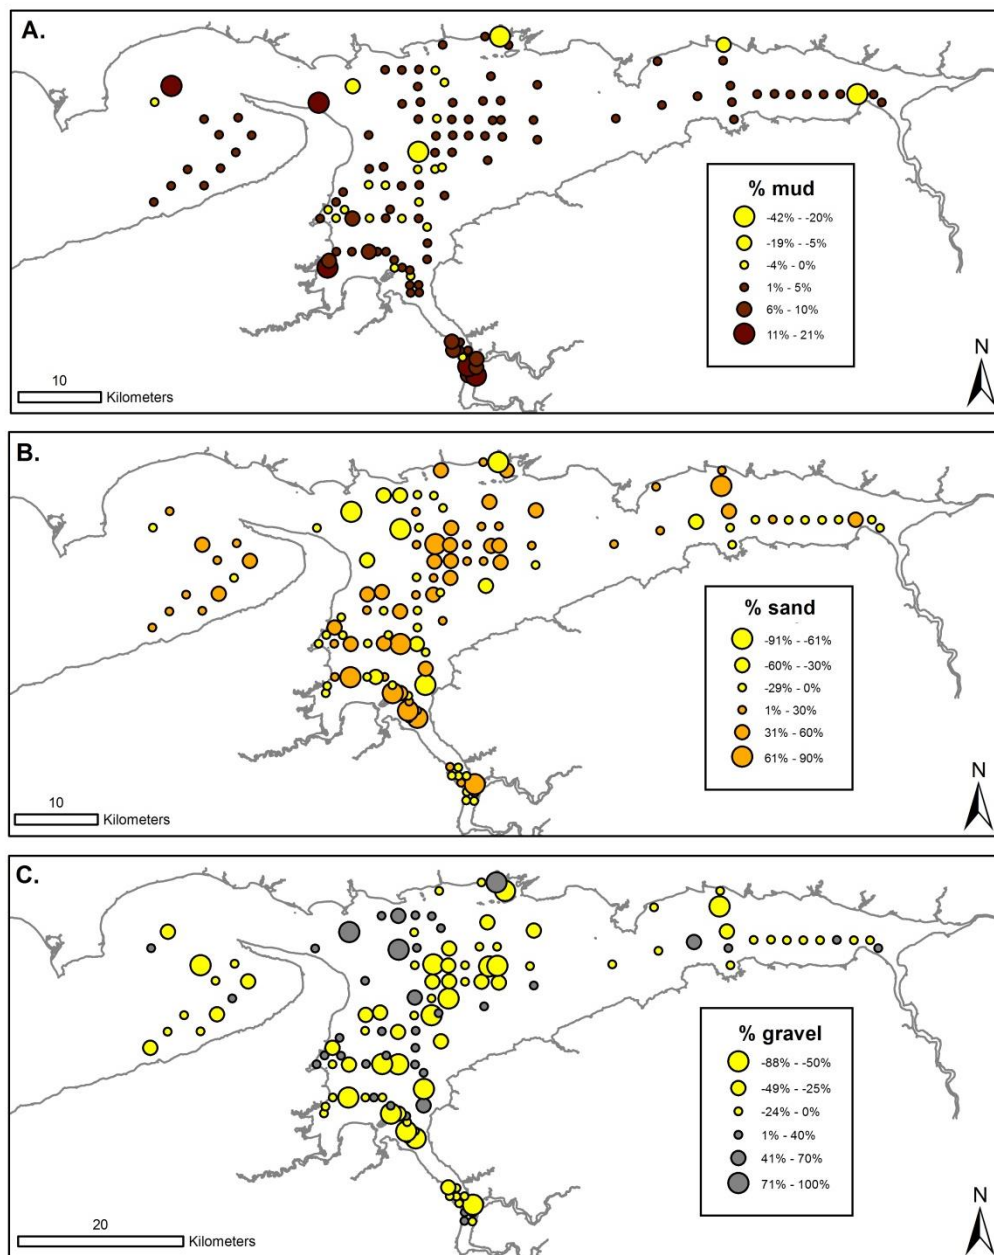 A.
% mud
-42% - -20%
-19% - -5%
-4% - 0%
1% - 5%
6% - 10%
11% - 21%
N
10
Kilometers
B.
% sand
-91% - -61%
-60% - -30%
-29% - 0%
1% - 30%
31% - 60%
61% - 90%
N
10
Kilometers
C.
% gravel
-88% - -50%
-49% - -25%
-24% - 0%
1% - 40%
41% - 70%
71% - 100%
N
20
Kilometers